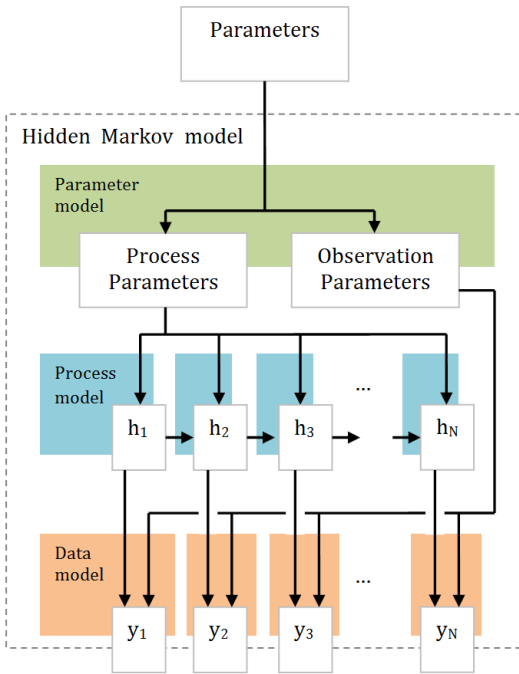 Parameters
Hidden Markov model
Parameter
model
Process
Parameters
Observation
Parameters
Process
model
...
h₁
h₂
h₃
hN
Data
model
...
y₁
y₂
y₃
yN